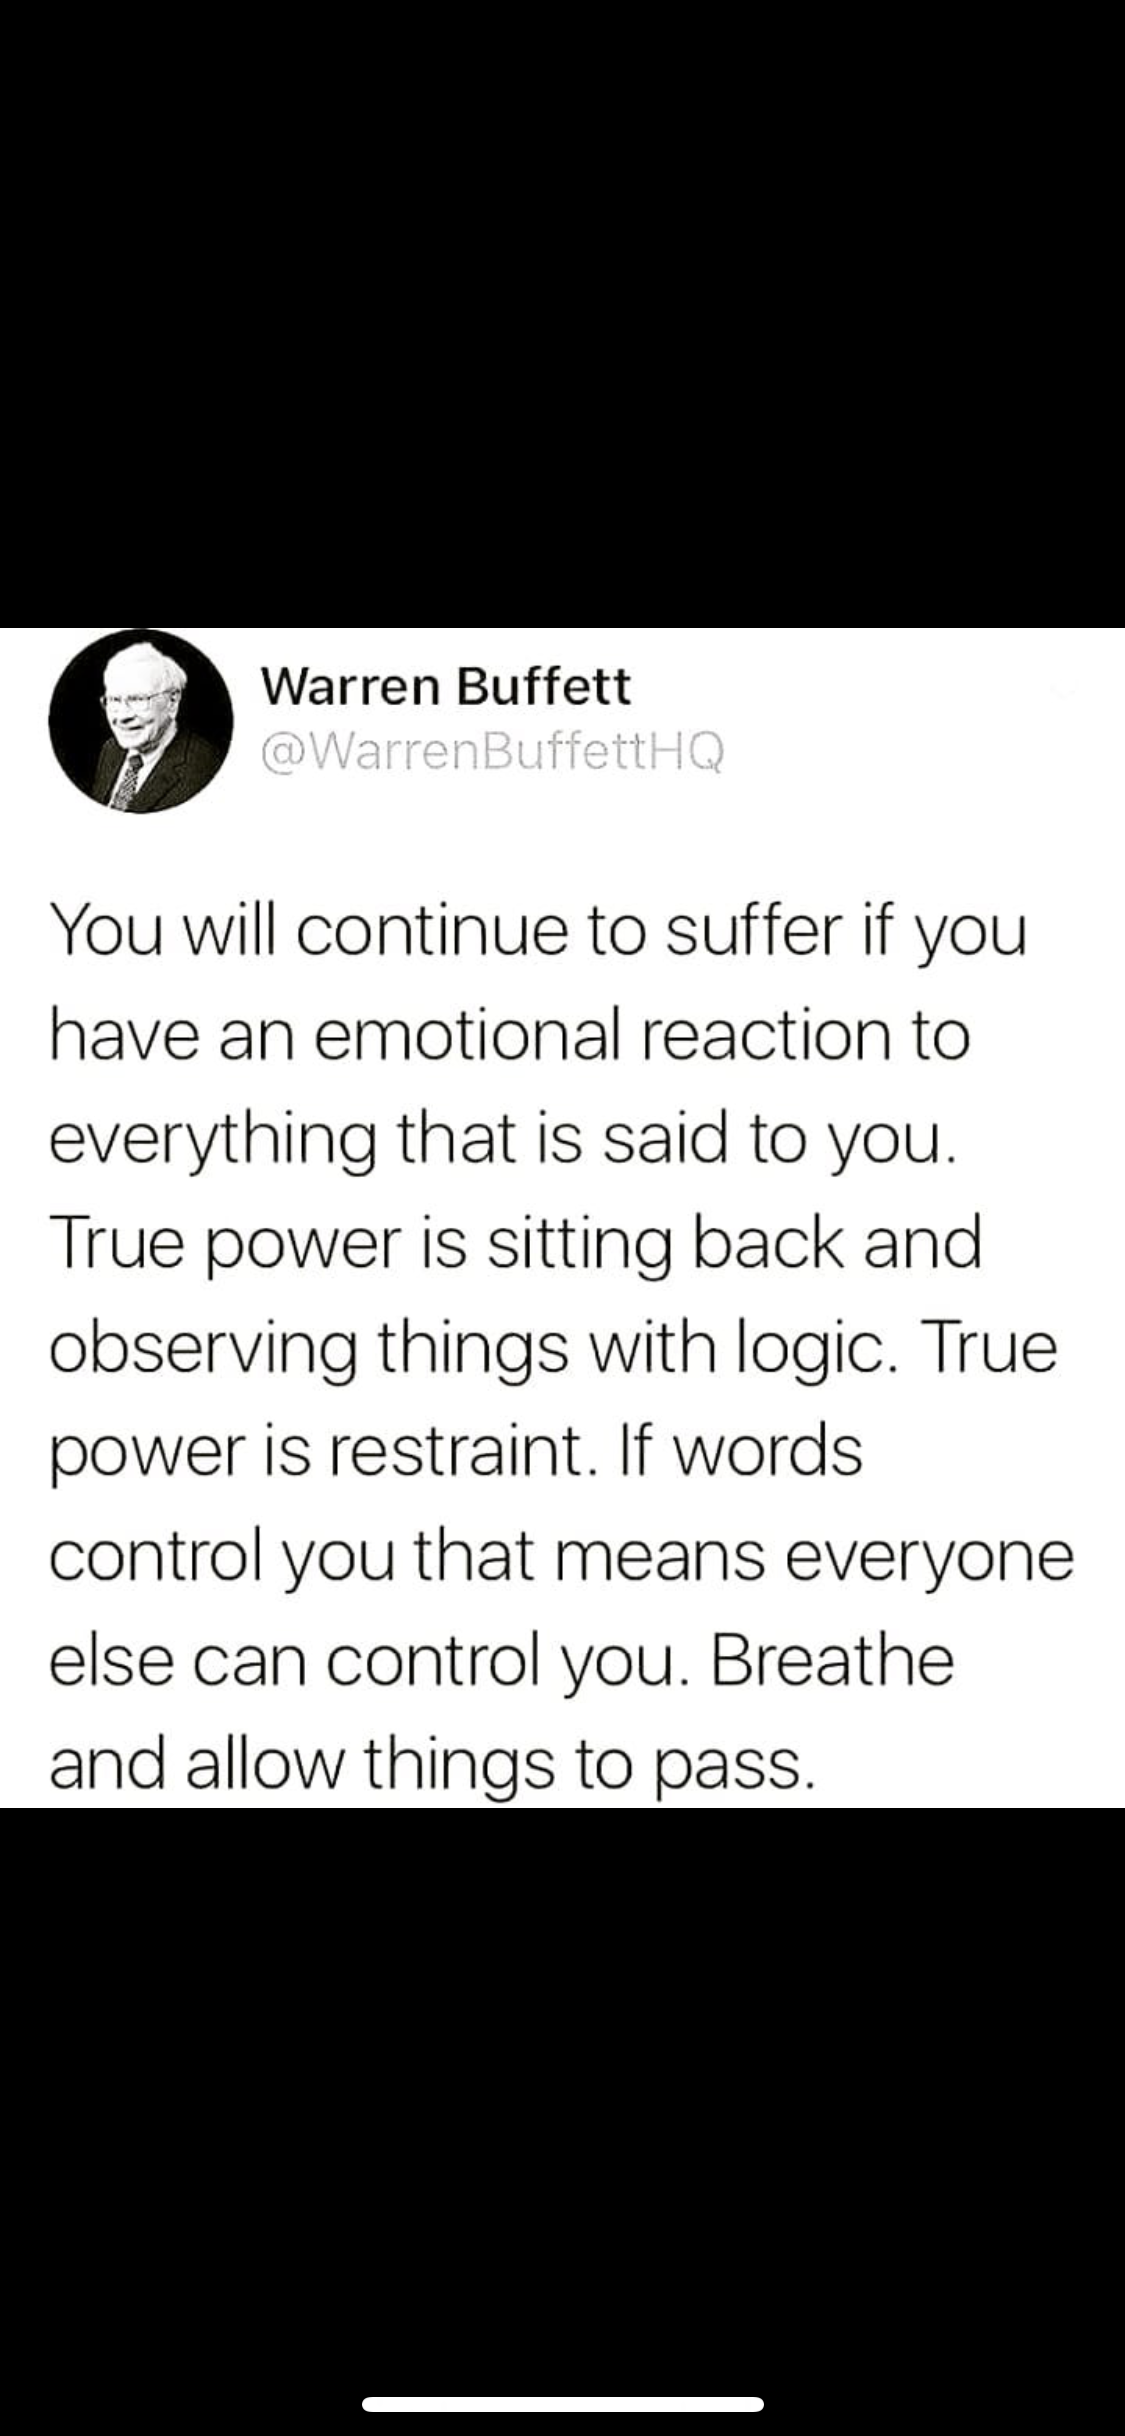 Warren Buffett
@WarrenBuffettHQ
You will continue to suffer if you
have an emotional reaction to
everything that is said to you.
True power is sitting back and
observing things with logic. True
power is restraint. If words
control you that means everyone
else can control you. Breathe
and allow things to pass.